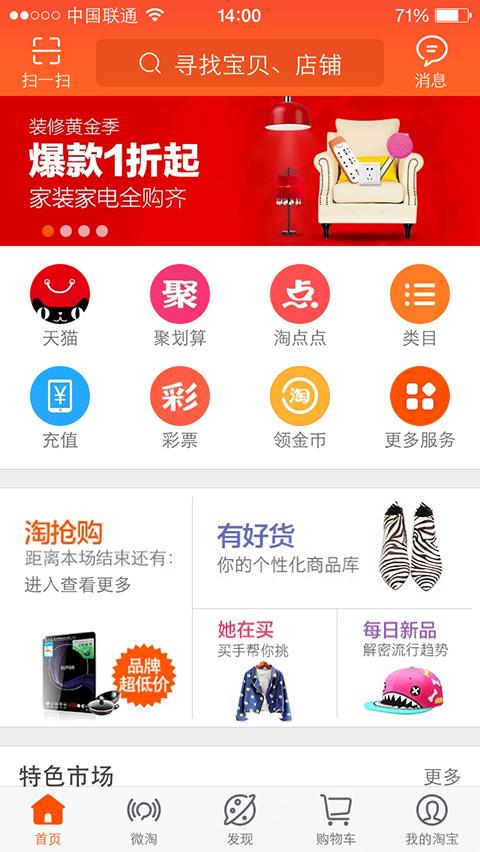 中国联通
14:00
71%
扫一扫
寻找宝贝、店铺
消息
装修黄金季
爆款1折起
家装家电全购齐
天猫
聚
聚划算
点
淘点点
类目
¥
充值
彩
彩票
淘
领金币
更多服务
淘抢购
距离本场结束还有:
进入查看更多
SUPOR
品牌
超低价
有好货
你的个性化商品库
她在买
买手帮你挑
每日新品
解密流行趋势
特色市场
更多
首页
微淘
发现
购物车
我的淘宝